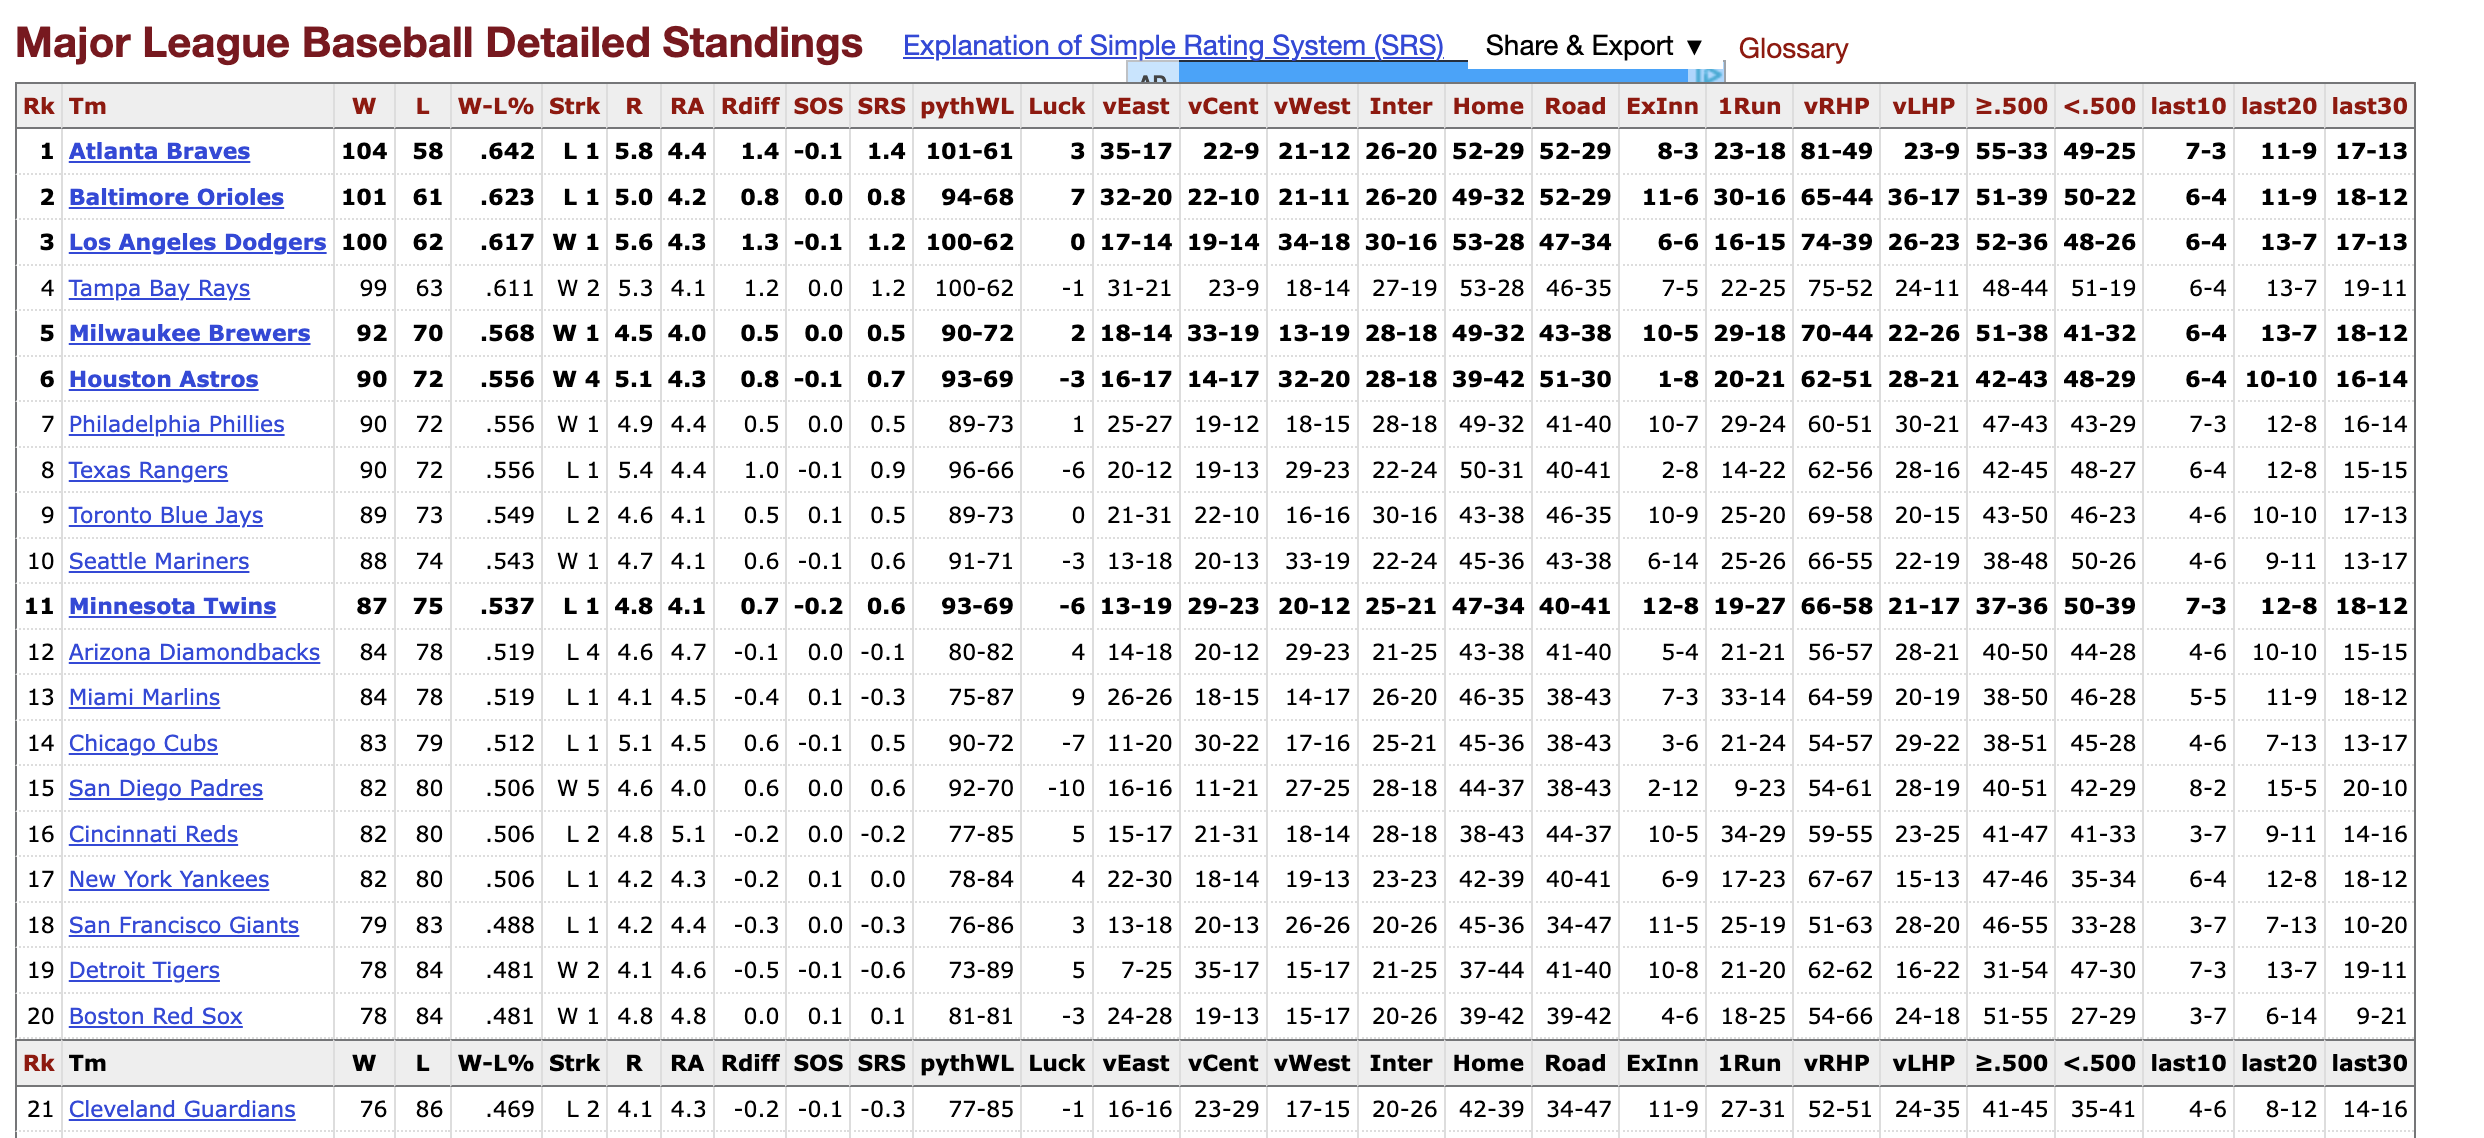 Major League Baseball Detailed Standings Explanation of Simple Rating System (SRS) Share & Export ▼ Glossary
AD
Rk Tm W L W-L% Strk R RA Rdiff SOS SRS pythWL Luck vEast vCent vWest Inter Home Road ExInn 1Run vRHP vLHP ≥.500 <.500 last10 last20 last30
1 Atlanta Braves 104 58 .642 L 1 5.8 4.4 1.4 -0.1 1.4 101-61 3 35-17 22-9 21-12 26-20 52-29 52-29 8-3 23-18 81-49 23-9 55-33 49-25 7-3 11-9 17-13
2 Baltimore Orioles 101 61 .623 L 1 5.0 4.2 0.8 0.0 0.8 94-68 7 32-20 22-10 21-11 26-20 49-32 52-29 11-6 30-16 65-44 36-17 51-39 50-22 6-4 11-9 18-12
3 Los Angeles Dodgers 100 62 .617 W 1 5.6 4.3 1.3 -0.1 1.2 100-62 0 17-14 19-14 34-18 30-16 53-28 47-34 6-6 16-15 74-39 26-23 52-36 48-26 6-4 13-7 17-13
4 Tampa Bay Rays 99 63 .611 W 2 5.3 4.1 1.2 0.0 1.2 100-62 -1 31-21 23-9 18-14 27-19 53-28 46-35 7-5 22-25 75-52 24-11 48-44 51-19 6-4 13-7 19-11
5 Milwaukee Brewers 92 70 .568 W 1 4.5 4.0 0.5 0.0 0.5 90-72 2 18-14 33-19 13-19 28-18 49-32 43-38 10-5 29-18 70-44 22-26 51-38 41-32 6-4 13-7 18-12
6 Houston Astros 90 72 .556 W 4 5.1 4.3 0.8 -0.1 0.7 93-69 -3 16-17 14-17 32-20 28-18 39-42 51-30 1-8 20-21 62-51 28-21 42-43 48-29 6-4 10-10 16-14
7 Philadelphia Phillies 90 72 .556 W 1 4.9 4.4 0.5 0.0 0.5 89-73 1 25-27 19-12 18-15 28-18 49-32 41-40 10-7 29-24 60-51 30-21 47-43 43-29 7-3 12-8 16-14
8 Texas Rangers 90 72 .556 L 1 5.4 4.4 1.0 -0.1 0.9 96-66 -6 20-12 19-13 29-23 22-24 50-31 40-41 2-8 14-22 62-56 28-16 42-45 48-27 6-4 12-8 15-15
9 Toronto Blue Jays 89 73 .549 L 2 4.6 4.1 0.5 0.1 0.5 89-73 0 21-31 22-10 16-16 30-16 43-38 46-35 10-9 25-20 69-58 20-15 43-50 46-23 4-6 10-10 17-13
10 Seattle Mariners 88 74 .543 W 1 4.7 4.1 0.6 -0.1 0.6 91-71 -3 13-18 20-13 33-19 22-24 45-36 43-38 6-14 25-26 66-55 22-19 38-48 50-26 4-6 9-11 13-17
11 Minnesota Twins 87 75 .537 L 1 4.8 4.1 0.7 -0.2 0.6 93-69 -6 13-19 29-23 20-12 25-21 47-34 40-41 12-8 19-27 66-58 21-17 37-36 50-39 7-3 12-8 18-12
12 Arizona Diamondbacks 84 78 .519 L 4 4.6 4.7 -0.1 0.0 -0.1 80-82 4 14-18 20-12 29-23 21-25 43-38 41-40 5-4 21-21 56-57 28-21 40-50 44-28 4-6 10-10 15-15
13 Miami Marlins 84 78 .519 L 1 4.1 4.5 -0.4 0.1 -0.3 75-87 9 26-26 18-15 14-17 26-20 46-35 38-43 7-3 33-14 64-59 20-19 38-50 46-28 5-5 11-9 18-12
14 Chicago Cubs 83 79 .512 L 1 5.1 4.5 0.6 -0.1 0.5 90-72 -7 11-20 30-22 17-16 25-21 45-36 38-43 3-6 21-24 54-57 29-22 38-51 45-28 4-6 7-13 13-17
15 San Diego Padres 82 80 .506 W 5 4.6 4.0 0.6 0.0 0.6 92-70 -10 16-16 11-21 27-25 28-18 44-37 38-43 2-12 9-23 54-61 28-19 40-51 42-29 8-2 15-5 20-10
16 Cincinnati Reds 82 80 .506 L 2 4.8 5.1 -0.2 0.0 -0.2 77-85 5 15-17 21-31 18-14 28-18 38-43 44-37 10-5 34-29 59-55 23-25 41-47 41-33 3-7 9-11 14-16
17 New York Yankees 82 80 .506 L 1 4.2 4.3 -0.2 0.1 0.0 78-84 4 22-30 18-14 19-13 23-23 42-39 40-41 6-9 17-23 67-67 15-13 47-46 35-34 6-4 12-8 18-12
18 San Francisco Giants 79 83 .488 L 1 4.2 4.4 -0.3 0.0 -0.3 76-86 3 13-18 20-13 26-26 20-26 45-36 34-47 11-5 25-19 51-63 28-20 46-55 33-28 3-7 7-13 10-20
19 Detroit Tigers 78 84 .481 W 2 4.1 4.6 -0.5 -0.1 -0.6 73-89 5 7-25 35-17 15-17 21-25 37-44 41-40 10-8 21-20 62-62 16-22 31-54 47-30 7-3 13-7 19-11
20 Boston Red Sox 78 84 .481 W 1 4.8 4.8 0.0 0.1 0.1 81-81 -3 24-28 19-13 15-17 20-26 39-42 39-42 4-6 18-25 54-66 24-18 51-55 27-29 3-7 6-14 9-21
Rk Tm W L W-L% Strk R RA Rdiff SOS SRS pythWL Luck vEast vCent vWest Inter Home Road ExInn 1Run vRHP vLHP ≥.500 <.500 last10 last20 last30
21 Cleveland Guardians 76 86 .469 L 2 4.1 4.3 -0.2 -0.1 -0.3 77-85 -1 16-16 23-29 17-15 20-26 42-39 34-47 11-9 27-31 52-51 24-35 41-45 35-41 4-6 8-12 14-16